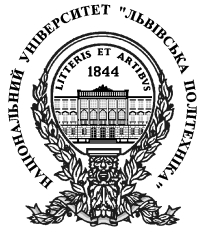 НАЦІОНАЛЬНИЙ УНІВЕРСИТЕТ "ЛЬВІВСЬКА ПОЛІТЕХНІКА"
LITTERIS ET ARTIBUS
1844